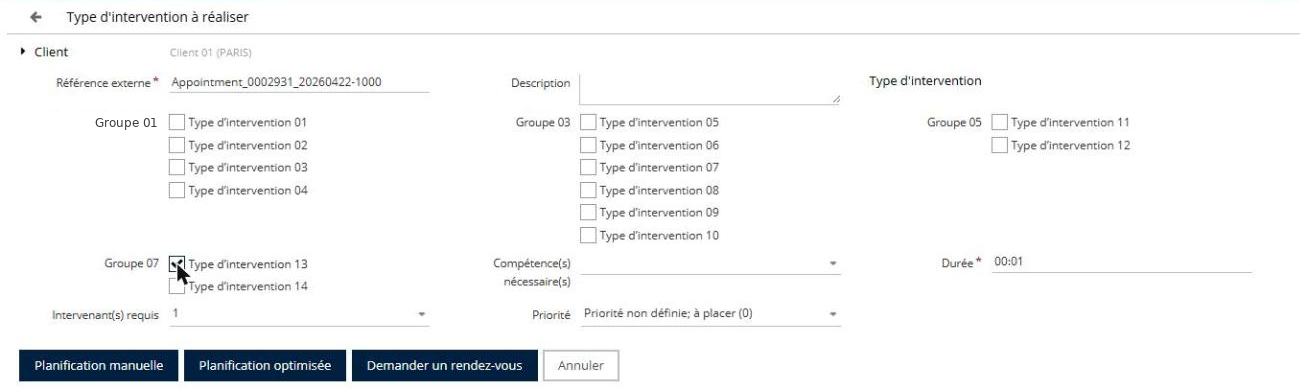 Type d'intervention à réaliser
Client Client 01 (PARIS)
Référence externe* Appointment_0002931_20260422-1000 Description Type d'intervention
Groupe 01 Type d'intervention 01 Groupe 03 Type d'intervention 05 Groupe 05 Type d'intervention 11
Type d'intervention 02 Type d'intervention 06 Type d'intervention 12
Type d'intervention 03 Type d'intervention 07
Type d'intervention 04 Type d'intervention 08
Type d'intervention 09
Type d'intervention 10
Groupe 07 Type d'intervention 13 Compétence(s) Durée* 00:01
nécessaire(s)
Type d'intervention 14
Intervenant(s) requis 1 Priorité Priorité non définie; à placer (0)
Planification manuelle Planification optimisée Demander un rendez-vous Annuler